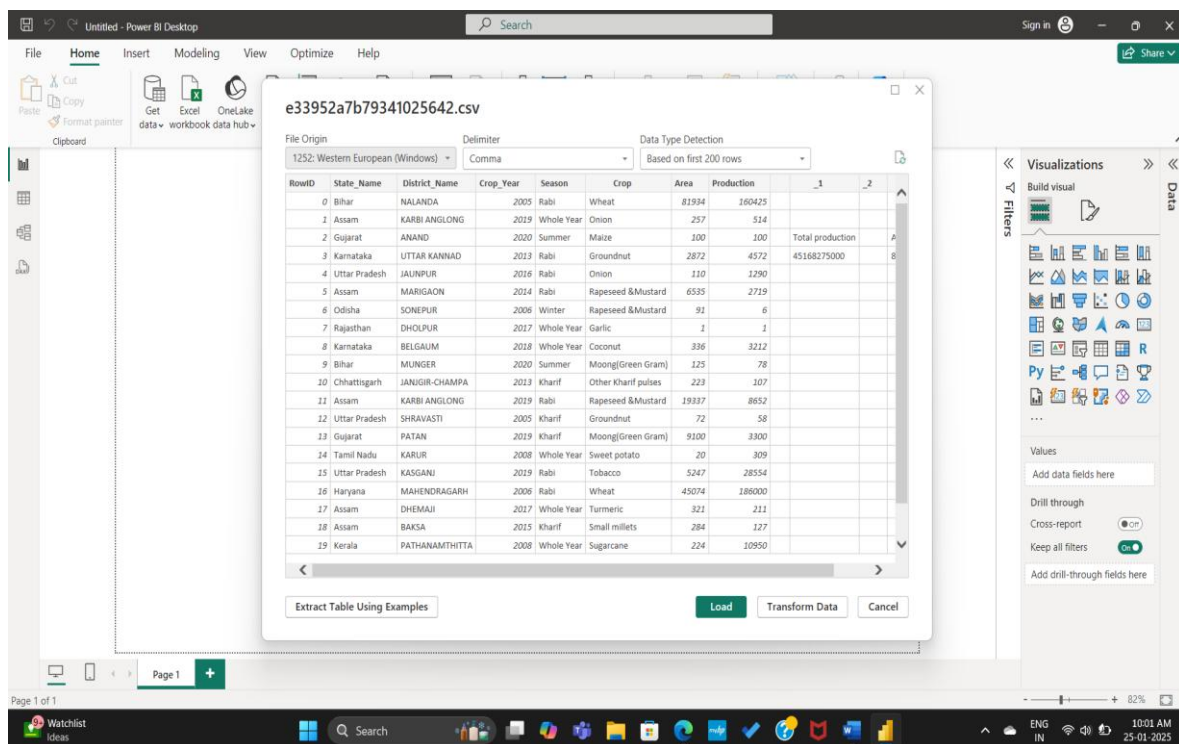 Untitled - Power BI Desktop
Search
Sign in
File Home Insert Modeling View Optimize Help
Share
Paste
Cut
Copy
Format painter
Clipboard
Get data
Excel workbook
OneLake data hub
e33952a7b79341025642.csv
File Origin Delimiter Data Type Detection
1252: Western European (Windows) Comma Based on first 200 rows
RowID State_Name District_Name Crop_Year Season Crop Area Production _1 _2
0 Bihar NALANDA 2005 Rabi Wheat 81934 160425
1 Assam KARBI ANGLONG 2019 Whole Year Onion 257 514
2 Gujarat ANAND 2020 Summer Maize 100 100 Total production A
3 Karnataka UTTAR KANNAD 2013 Rabi Groundnut 2872 4572 45168275000 8
4 Uttar Pradesh JAUNPUR 2016 Rabi Onion 110 1290
5 Assam MARIGAON 2014 Rabi Rapeseed &Mustard 6535 2719
6 Odisha SONEPUR 2006 Winter Rapeseed &Mustard 91 6
7 Rajasthan DHOLPUR 2017 Whole Year Garlic 1 1
8 Karnataka BELGAUM 2018 Whole Year Coconut 336 3212
9 Bihar MUNGER 2020 Summer Moong(Green Gram) 125 78
10 Chhattisgarh JANJGIR-CHAMPA 2013 Kharif Other Kharif pulses 223 107
11 Assam KARBI ANGLONG 2019 Rabi Rapeseed &Mustard 19337 8652
12 Uttar Pradesh SHRAVASTI 2005 Kharif Groundnut 72 58
13 Gujarat PATAN 2019 Kharif Moong(Green Gram) 9100 3300
14 Tamil Nadu KARUR 2008 Whole Year Sweet potato 20 309
15 Uttar Pradesh KASGANJ 2019 Rabi Tobacco 5247 28554
16 Haryana MAHENDRAGARH 2006 Rabi Wheat 45074 186000
17 Assam DHEMAJI 2017 Whole Year Turmeric 321 211
18 Assam BAKSA 2015 Kharif Small millets 284 127
19 Kerala PATHANAMTHITTA 2008 Whole Year Sugarcane 224 10950
Extract Table Using Examples Load Transform Data Cancel
Filters
Visualizations
Build visual
R
Py
...
Values
Add data fields here
Drill through
Cross-report Off
Keep all filters On
Add drill-through fields here
Data
Page 1 +
Page 1 of 1
- + 82%
9+ Watchlist
Ideas
Search
ENG
IN
10:01 AM
25-01-2025